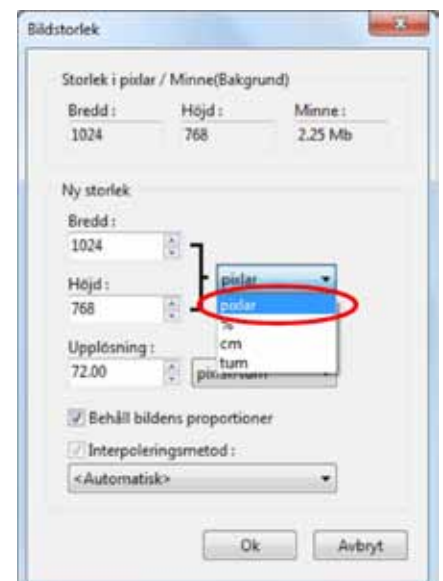 Bildstorlek
Storlek i pixlar / Minne(Bakgrund)
Bredd : Höjd : Minne :
1024 768 2.25 Mb
Ny storlek
Bredd :
1024
pixlar
Höjd :
768
pixlar
%
cm
tum
Upplösning :
72.00
Behåll bildens proportioner
Interpoleringsmetod :
<Automatisk>
Ok Avbryt